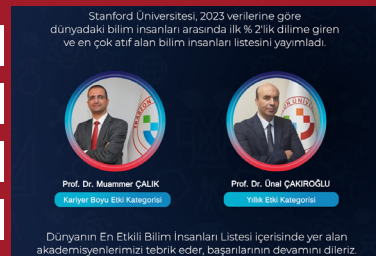 Stanford Üniversitesi, 2023 verilerine göre
dünyadaki bilim insanları arasında ilk % 2'lik dilime giren
ve en çok atıf alan bilim insanları listesini yayımladı.
Prof. Dr. Muammer ÇALIK
Prof. Dr. Ünal ÇAKIROĞLU
Kariyer Boyu Etki Kategorisi
Yıllık Etki Kategorisi
Dünyanın En Etkili Bilim İnsanları Listesi içerisinde yer alan
akademisyenlerimizi tebrik eder, başarılarının devamını dileriz.